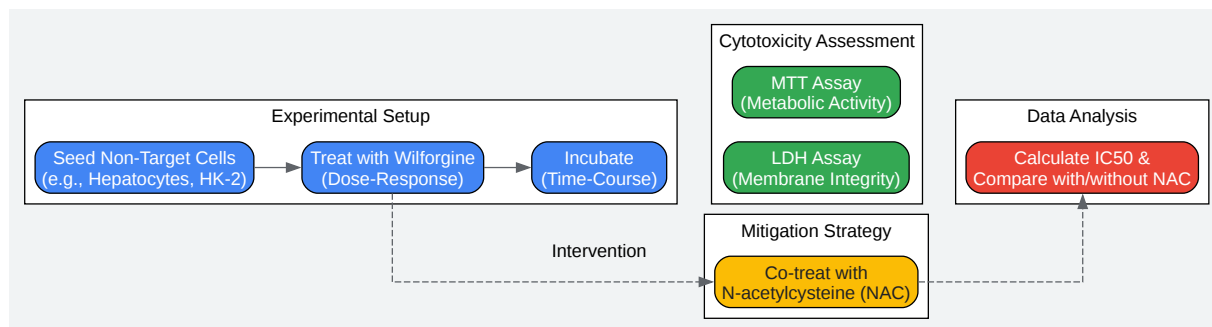 Experimental Setup
Seed Non-Target Cells
(e.g., Hepatocytes, HK-2)
Treat with Wilforgine
(Dose-Response)
Incubate
(Time-Course)
Cytotoxicity Assessment
MTT Assay
(Metabolic Activity)
LDH Assay
(Membrane Integrity)
Data Analysis
Calculate IC50 &
Compare with/without NAC
Intervention
Mitigation Strategy
Co-treat with
N-acetylcysteine (NAC)